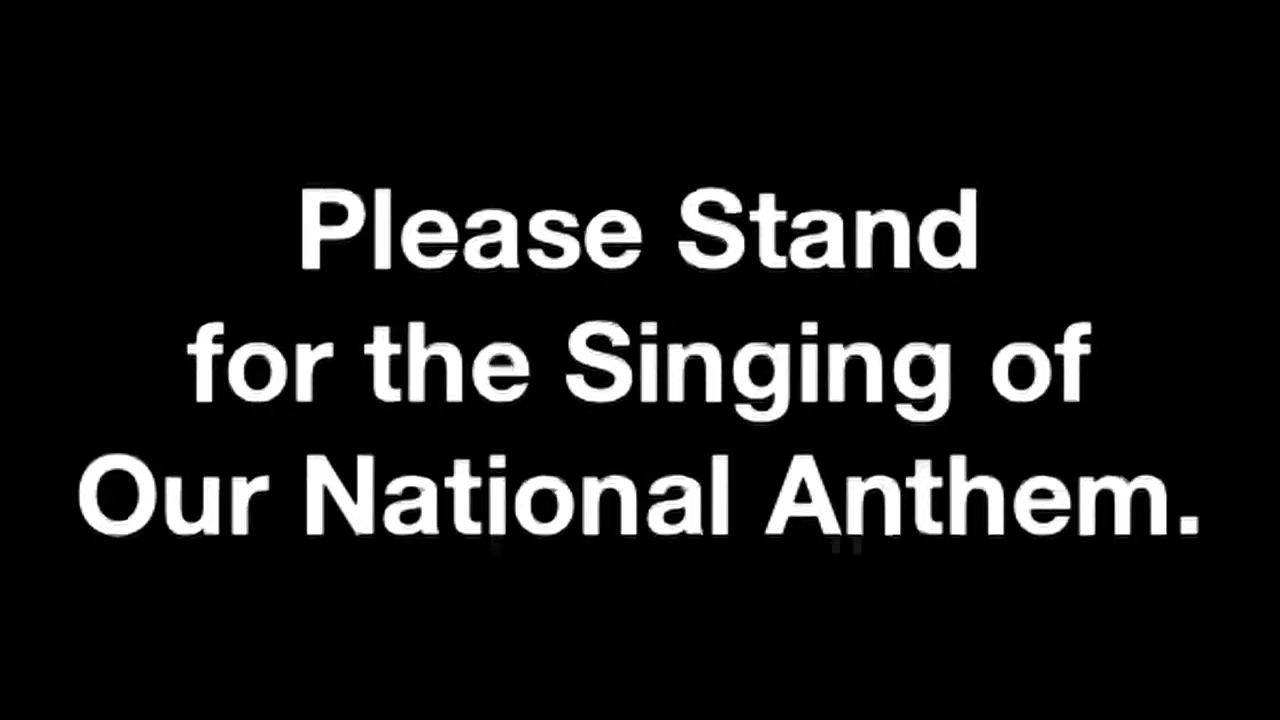 Please Stand
for the Singing of
Our National Anthem.